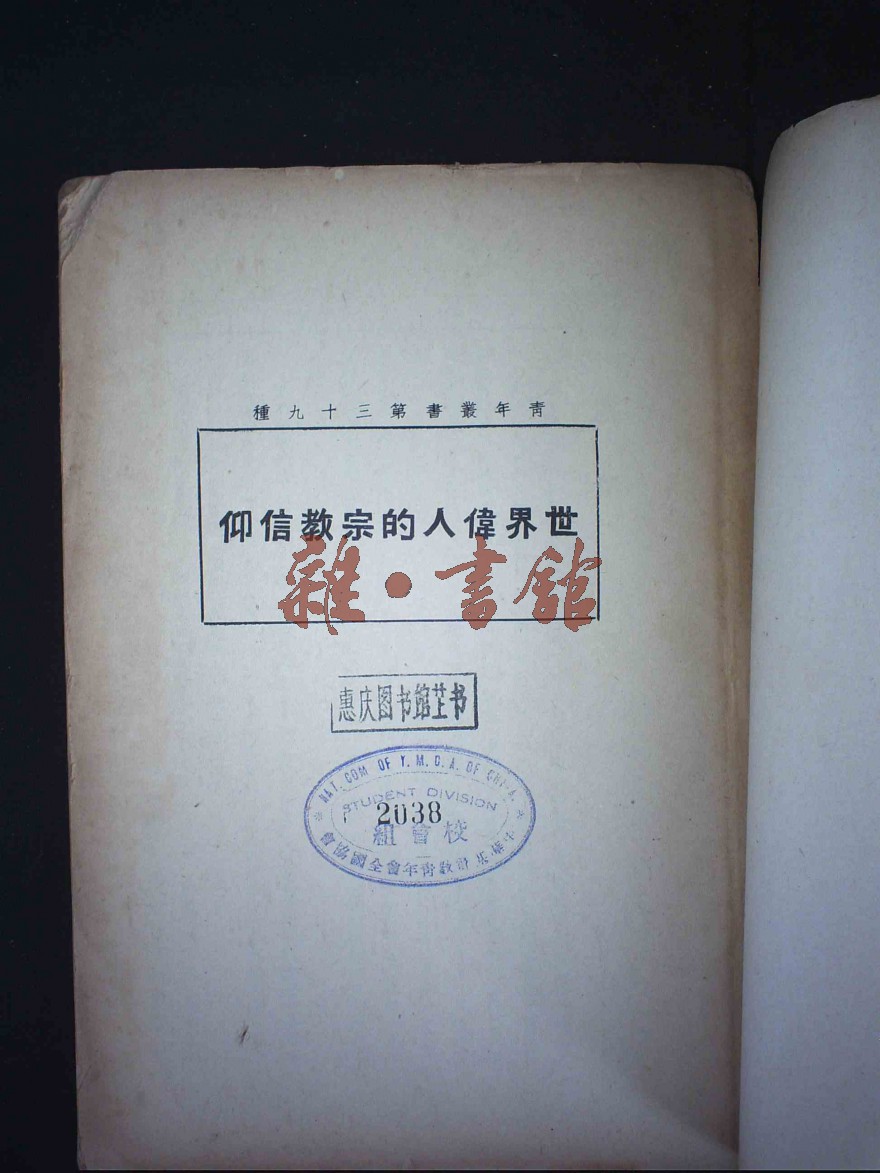 青年叢書第三十九種
世界偉人的宗教信仰
雜·書館
惠庆图书馆书
NAT. COM OF Y. M. C. A. OF CHINA
STUDENT DIVISION
2038
校會組
中華基督教青年會全國協會